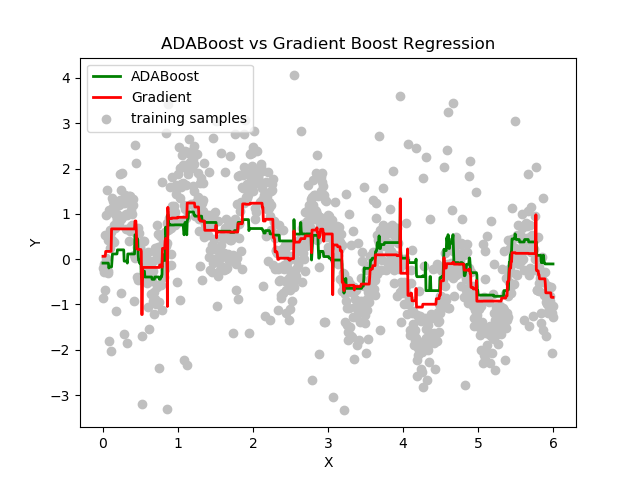 ADABoost vs Gradient Boost Regression
ADABoost
Gradient
training samples
4
3
2
1
0
−1
−2
−3
Y
0 1 2 3 4 5 6
X